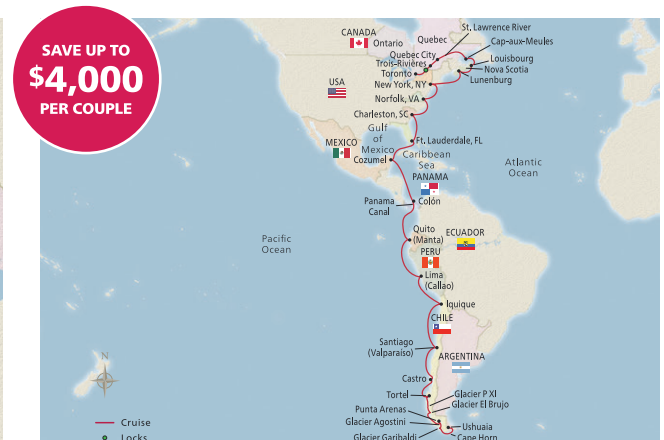 SAVE UP TO
$4,000
PER COUPLE
CANADA
Ontario
Quebec
St. Lawrence River
Quebec City
Cap-aux-Meules
Trois-Rivières
Louisbourg
Toronto
Nova Scotia
Lunenburg
USA
New York, NY
Norfolk, VA
Charleston, SC
Gulf
of
Mexico
Ft. Lauderdale, FL
MEXICO
Cozumel
Caribbean
Sea
Atlantic
Ocean
PANAMA
Panama
Canal
Colón
Quito
(Manta)
ECUADOR
Pacific
Ocean
PERU
Lima
(Callao)
Iquique
CHILE
Santiago
(Valparaíso)
ARGENTINA
Castro
Tortel
Glacier P XI
Glacier El Brujo
Punta Arenas
Glacier Agostini
Ushuaia
Glacier Garibaldi
Cape Horn
N
Cruise
Locks